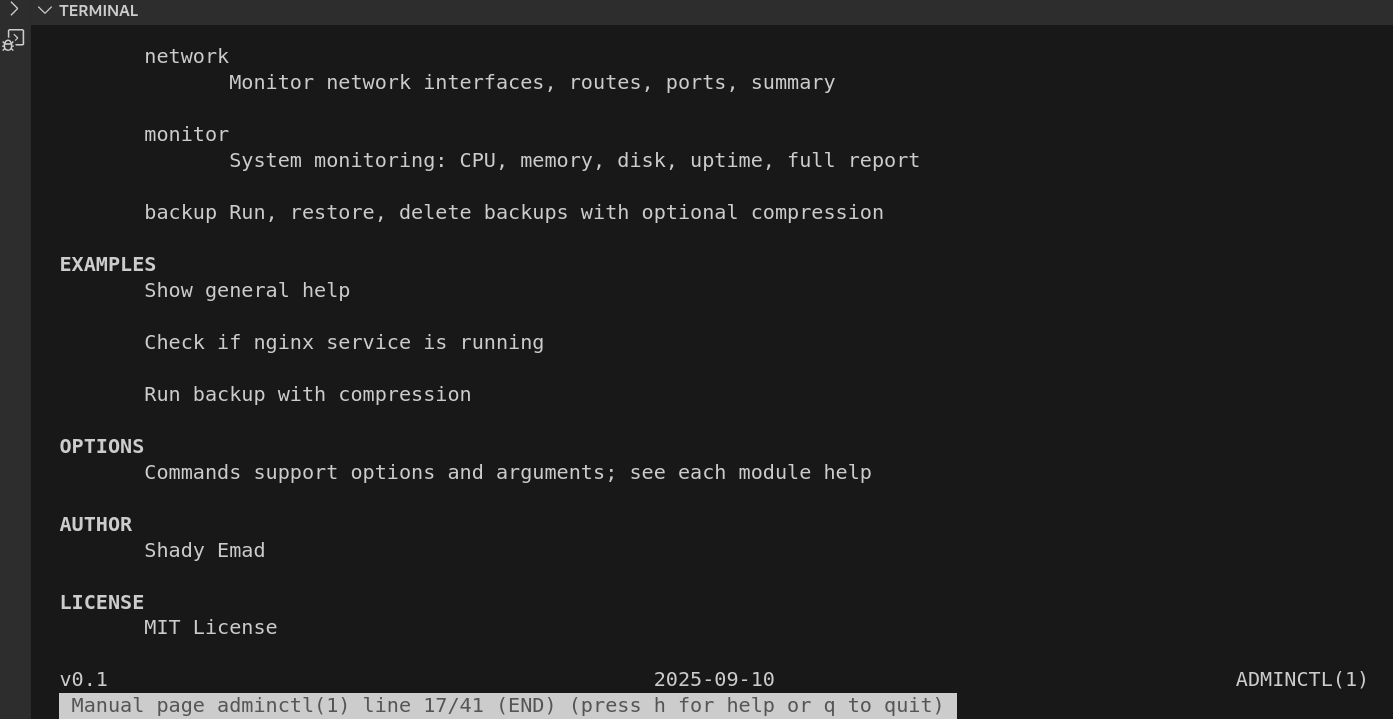 TERMINAL
network
Monitor network interfaces, routes, ports, summary
monitor
System monitoring: CPU, memory, disk, uptime, full report
backup Run, restore, delete backups with optional compression
EXAMPLES
Show general help
Check if nginx service is running
Run backup with compression
OPTIONS
Commands support options and arguments; see each module help
AUTHOR
Shady Emad
LICENSE
MIT License
v0.1 2025-09-10 ADMINCTL(1)
Manual page adminctl(1) line 17/41 (END) (press h for help or q to quit)